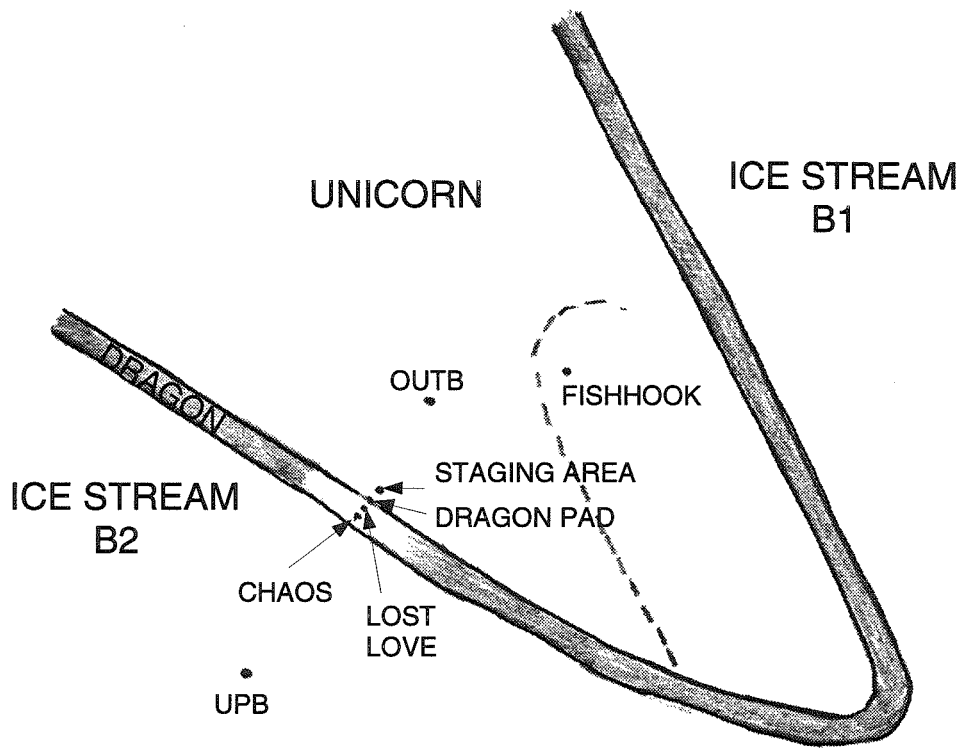 ICE STREAM
B1
UNICORN
DRAGON
OUTB
FISHHOOK
STAGING AREA
ICE STREAM
B2
DRAGON PAD
CHAOS
LOST
LOVE
UPB